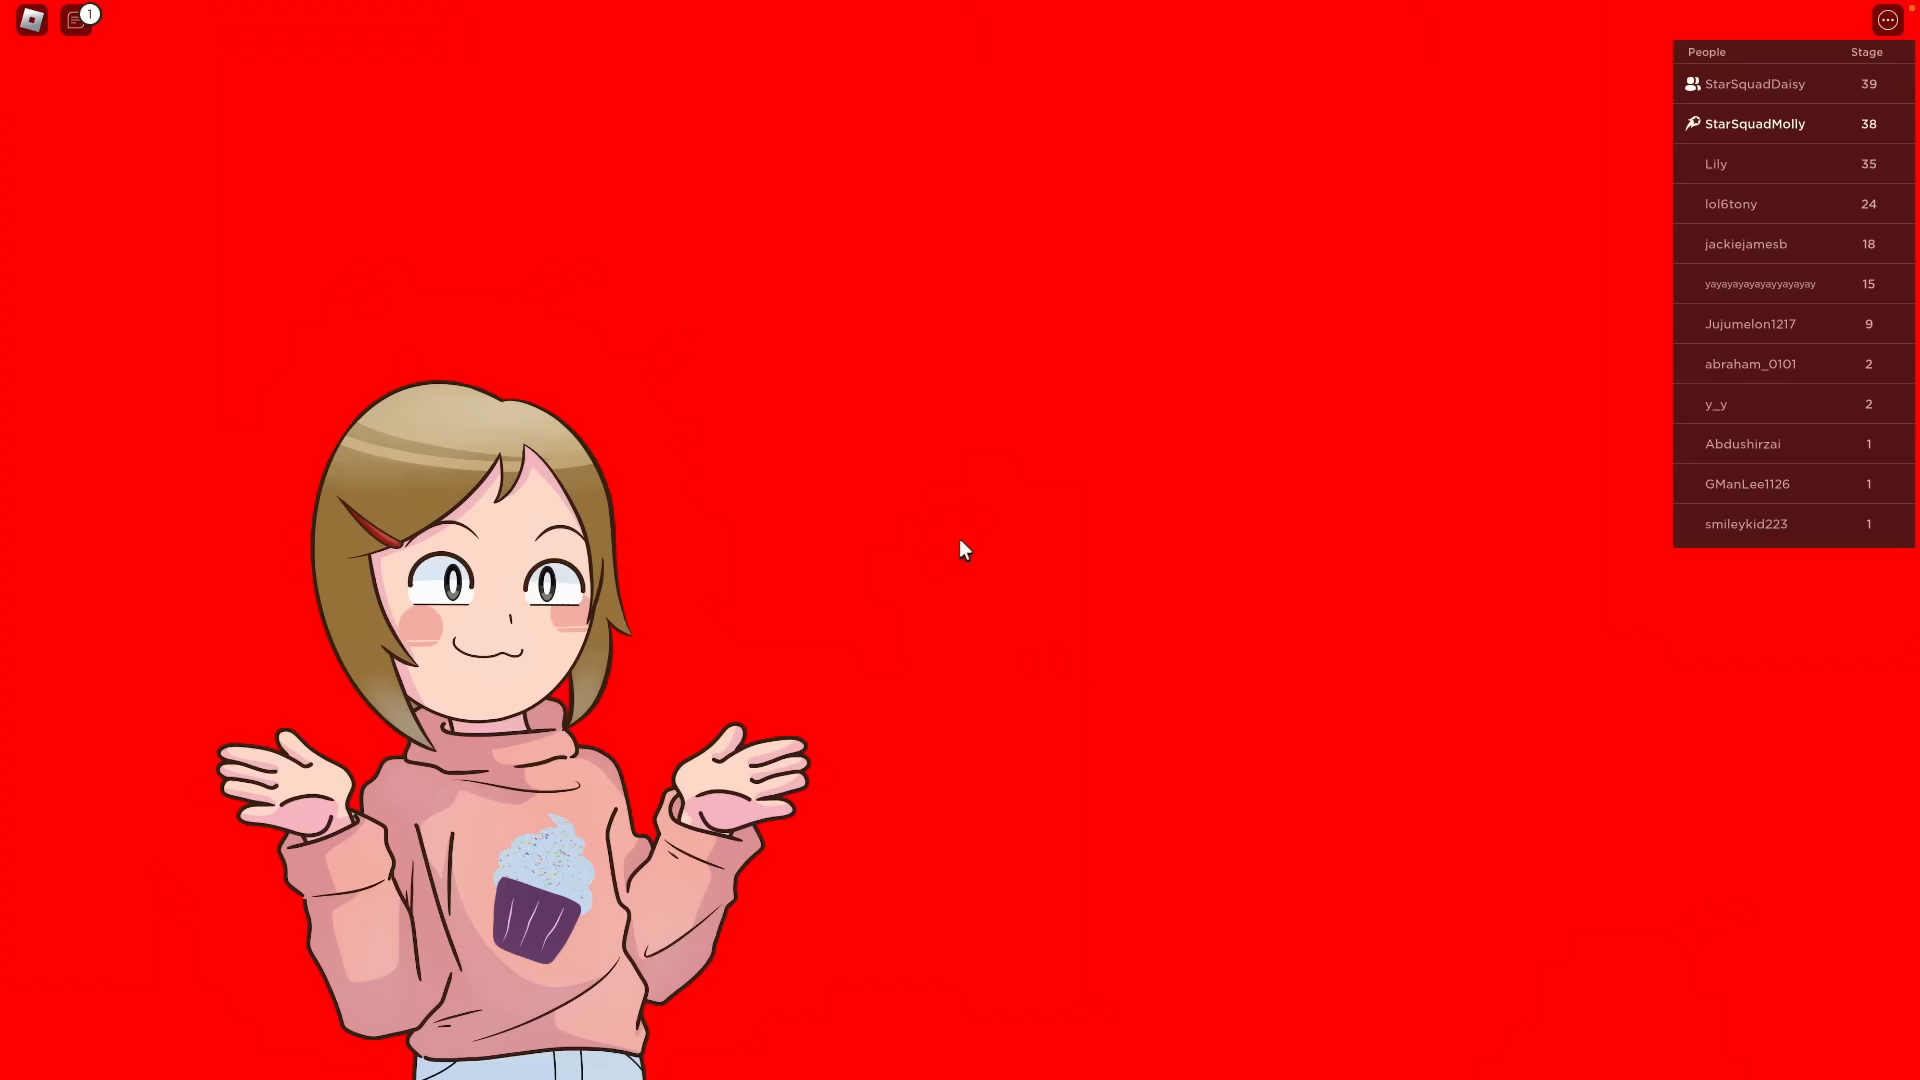 1
People Stage
StarSquadDaisy 39
StarSquadMolly 38
Lily 35
lol6tony 24
jackiejamesb 18
yayayayayayayyayayay 15
Jujumelon1217 9
abraham_0101 2
y_y 2
Abdushirzai 1
GManLee1126 1
smileykid223 1